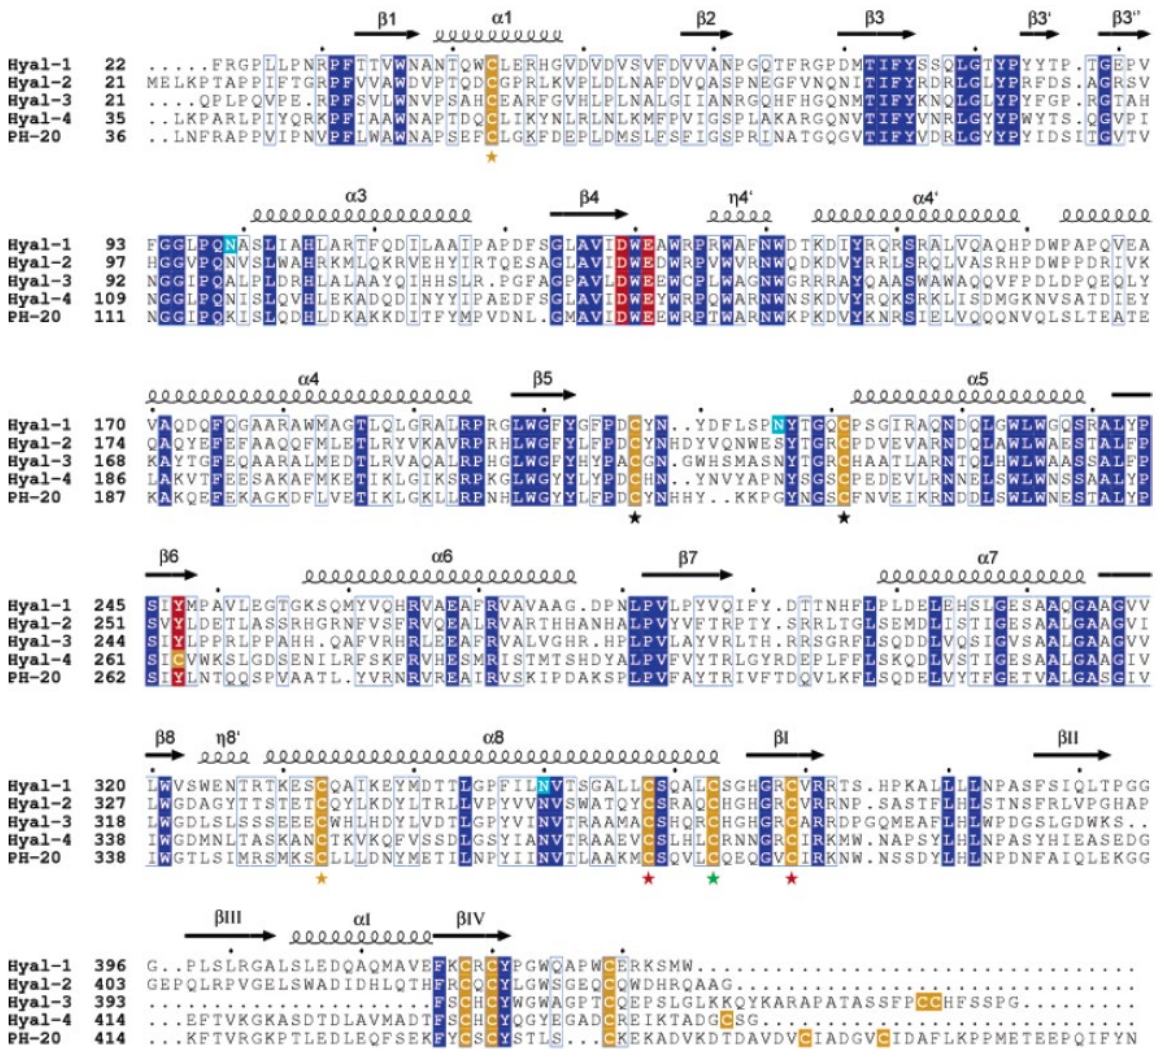 β1 α1 β2 β3 β3' β3''
Hyal-1 22 .....FRGPLLPNRPFTTVWNANTQWCLERHGVDVDVSVFDVVANPGQTFRGPDMTIFYSSQLGTYPYYTP.TGEPV
Hyal-2 21 MELKPTAPPIFTGRPFVVAWDVPTQDCGPRLKVPLDLNAFDVQASPNEGFVNQNITIFYRDRLGLYPRFDS.AGRSV
Hyal-3 21 ....QPLPQVPE.RPFSVLWNVPSAHCEARFGVHLPLNALGIIANRGQHFHGQNMTIFYKNQLGLYPYFGP.RGTAH
Hyal-4 35 ..LKPARLPIYQRKPFIAAWNAPTDQCLIKYNLRLNLKMFPVIGSPLAKARGQNVTIFYVNRLGYYPWYTS.QGVPI
PH-20 36 ..LNFRAPPVIPNVPFLWAWNAPSEFCLGKFDEPLDMSLFSFIGSPRINATGQGVTIFYVDRLGYYPYIDSITGVTV
α3 β4 η4' α4'
Hyal-1 93 FGGLPQNASLIAHLARTFQDILAAIPAPDFSGLAVIDWEAWRPRWAFNWDTKDIYRQRSRALVQAQHPDWPAPQVEA
Hyal-2 97 HGGVPQNVSLWAHRKMLQKRVEHYIRTQESAGLAVIDWEDWRPVWVRNWQDKDVYRRLSRQLVASRHPDWPPDRIVK
Hyal-3 92 NGGIPQALPLDRHLALAAYQIHHSLR.PGFAGPAVLDWEEWCPLWAGNWGRRRAYQAASWAWAQQVFPDLDPQEQLY
Hyal-4 109 NGGLPQNISLQVHLEKADQDINYYIPAEDFSGLAVIDWEYWRPQWARNWNSKDVYRQKSRKLISDMGKNVSATDIEY
PH-20 111 NGGIPQKISLQDHLDKAKKDITFYMPVDNL.GMAVIDWEEWRPTWARNWKPKDVYKNRSIELVQQQNVQLSLTEATE
α4 β5 α5
Hyal-1 170 VAQDQFQGAARAWMAGTLQLGRALRPRGLWGFYGFPDCYN..YDFLSPNYTGQCPSGIRAQNDQLGWLWGQSRALYP
Hyal-2 174 QAQYEFEFAAQQFMLETLRYVKAVRPRHLWGFYLFPDCYNHDYVQNWESYTGRCPDVEVARNDQLAWLWAESTALFP
Hyal-3 168 KAYTGFEQAARALMEDTLRVAQALRPHGLWGFYHYPACGN.GWHSMASNYTGRCHAATLARNTQLHWLWAASSALFP
Hyal-4 186 LAKVTFEESAKAFMKETIKLGIKSRPKGLWGYYLYPDCHN..YNVYAPNYSGSCPEDEVLRNNELSWLWNSSAALYP
PH-20 187 KAKQEFEKAGKDFLVETIKLGKLLRPNHLWGYYLFPDCYNHHY..KKPGYNGSCFNVEIKRNDDLSWLWNESTALYP
β6 α6 β7 α7
Hyal-1 245 SIYMPAVLEGTGKSQMYVQHRVAEAFRVAVAAG.DPNLPVLPYVQIFY.DTTNHFLPLDELEHSLGESAAQGAAGVV
Hyal-2 251 SVYLDETLASSRHGRNFVSFRVQEALRVARTHHANHALPVYVFTRPTY.SRRLTGLSEMDLISTIGESAALGAAGVI
Hyal-3 244 SIYLPPRLPPAHH.QAFVRHRLEEAFRVALVGHR.HPLPVLAYVRLTH.RRSGRFLSQDDLVQSIGVSAALGAAGVV
Hyal-4 261 SICVWKSLGDSENILRFSKFRVHESMRISTMTSHDYALPVFVYTRLGYRDEPLFFLSKQDLVSTIGESAALGAAGIV
PH-20 262 SIYLNTQQSPVAATL.YVRNRVREAIRVSKIPDAKSPLPVFAYTRIVFTDQVLKFLSQDELVYTFGETVALGASGIV
β8 η8' α8 βI βII
Hyal-1 320 LWVSWENTRTKESCQAIKEYMDTTLGPFILNVTSGALLCSQALCSGHGRCVRRTS.HPKALLLLNPASFSIQLTPGG
Hyal-2 327 LWGDAGYTTSTETCQYLKDYLTRLLVPYVVNVSWATQYCSRAQCHGHGRCVRRNP.SASTFLHLSTNSFRLVPGHAP
Hyal-3 318 LWGDLSLSSSEEECWHLHDYLVDTLGPYVINVTRAAMACSHQRCHGHGRCARRDPGQMEAFLHLWPDGSLGDWKS..
Hyal-4 338 IWGDMNLTASKANCTKVKQFVSSDLGSYIINVTRAAEVCSLHLCRNNGRCIRKMW.NAPSYLHLNPASYHIEASEDG
PH-20 338 IWGTLSIMRSMKSCLLLDNYMETILNPYIINVTLAAKMCSQVLCQEQGVCIRKNW.NSSDYLHLNPDNFAIQLEKGG
βIII αI βIV
Hyal-1 396 G..PLSLRGALSLEDQAQMAVEFKCRCYPGWQAPWCERKSMW..................................
Hyal-2 403 GEPQLRPVGELSWADIDHLQTHFRCQCYLGWSGEQCQWDHRQAAG...............................
Hyal-3 393 ......................FSCHCYWGWAGPTCQEPSLGLKKQYKARAPATASSFPCCHFSSPG.........
Hyal-4 414 ...EFTVKGKASDTDLAVMADTFSCHCYQGYEGADCREIKTADGCSG.............................
PH-20 414 ...KFTVRGKPTLEDLEQFSEKFYCSCYSTLS...CKEKADVKDTDAVDVCIADGVCIDAFLKPPMETEEPQIFYN